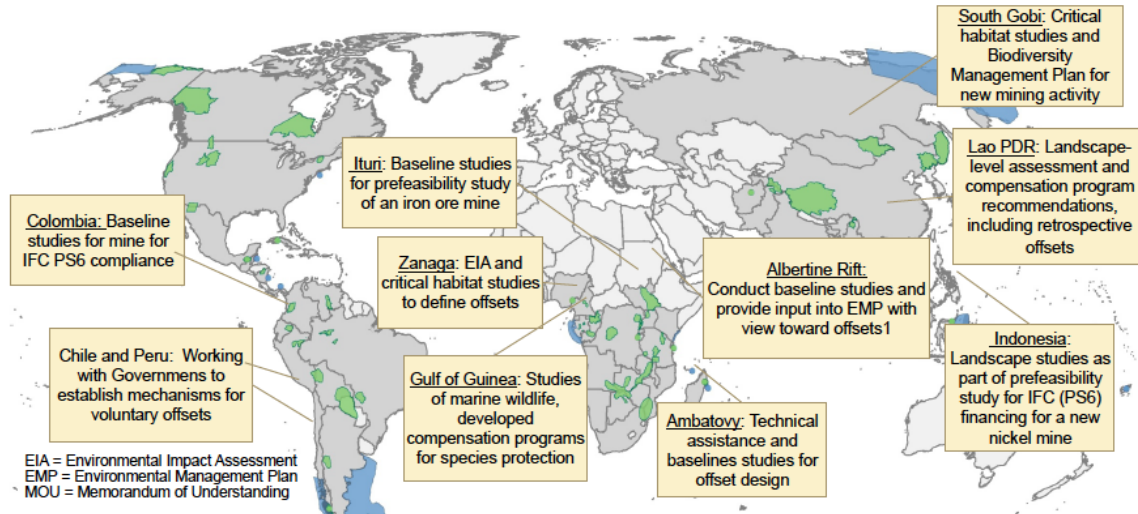 South Gobi: Critical
habitat studies and
Biodiversity
Management Plan for
new mining activity
Ituri: Baseline studies
for prefeasibility study
of an iron ore mine
Lao PDR: Landscape-
level assessment and
compensation program
recommendations,
including retrospective
offsets
Colombia: Baseline
studies for mine for
IFC PS6 compliance
Zanaga: EIA and
critical habitat studies
to define offsets
Albertine Rift:
Conduct baseline studies and
provide input into EMP with
view toward offsets1
Chile and Peru: Working
with Governmens to
establish mechanisms for
voluntary offsets
Gulf of Guinea: Studies
of marine wildlife,
developed
compensation programs
for species protection
Ambatovy: Technical
assistance and
baselines studies for
offset design
Indonesia:
Landscape studies as
part of prefeasibility
study for IFC (PS6)
financing for a new
nickel mine
EIA = Environmental Impact Assessment
EMP = Environmental Management Plan
MOU = Memorandum of Understanding